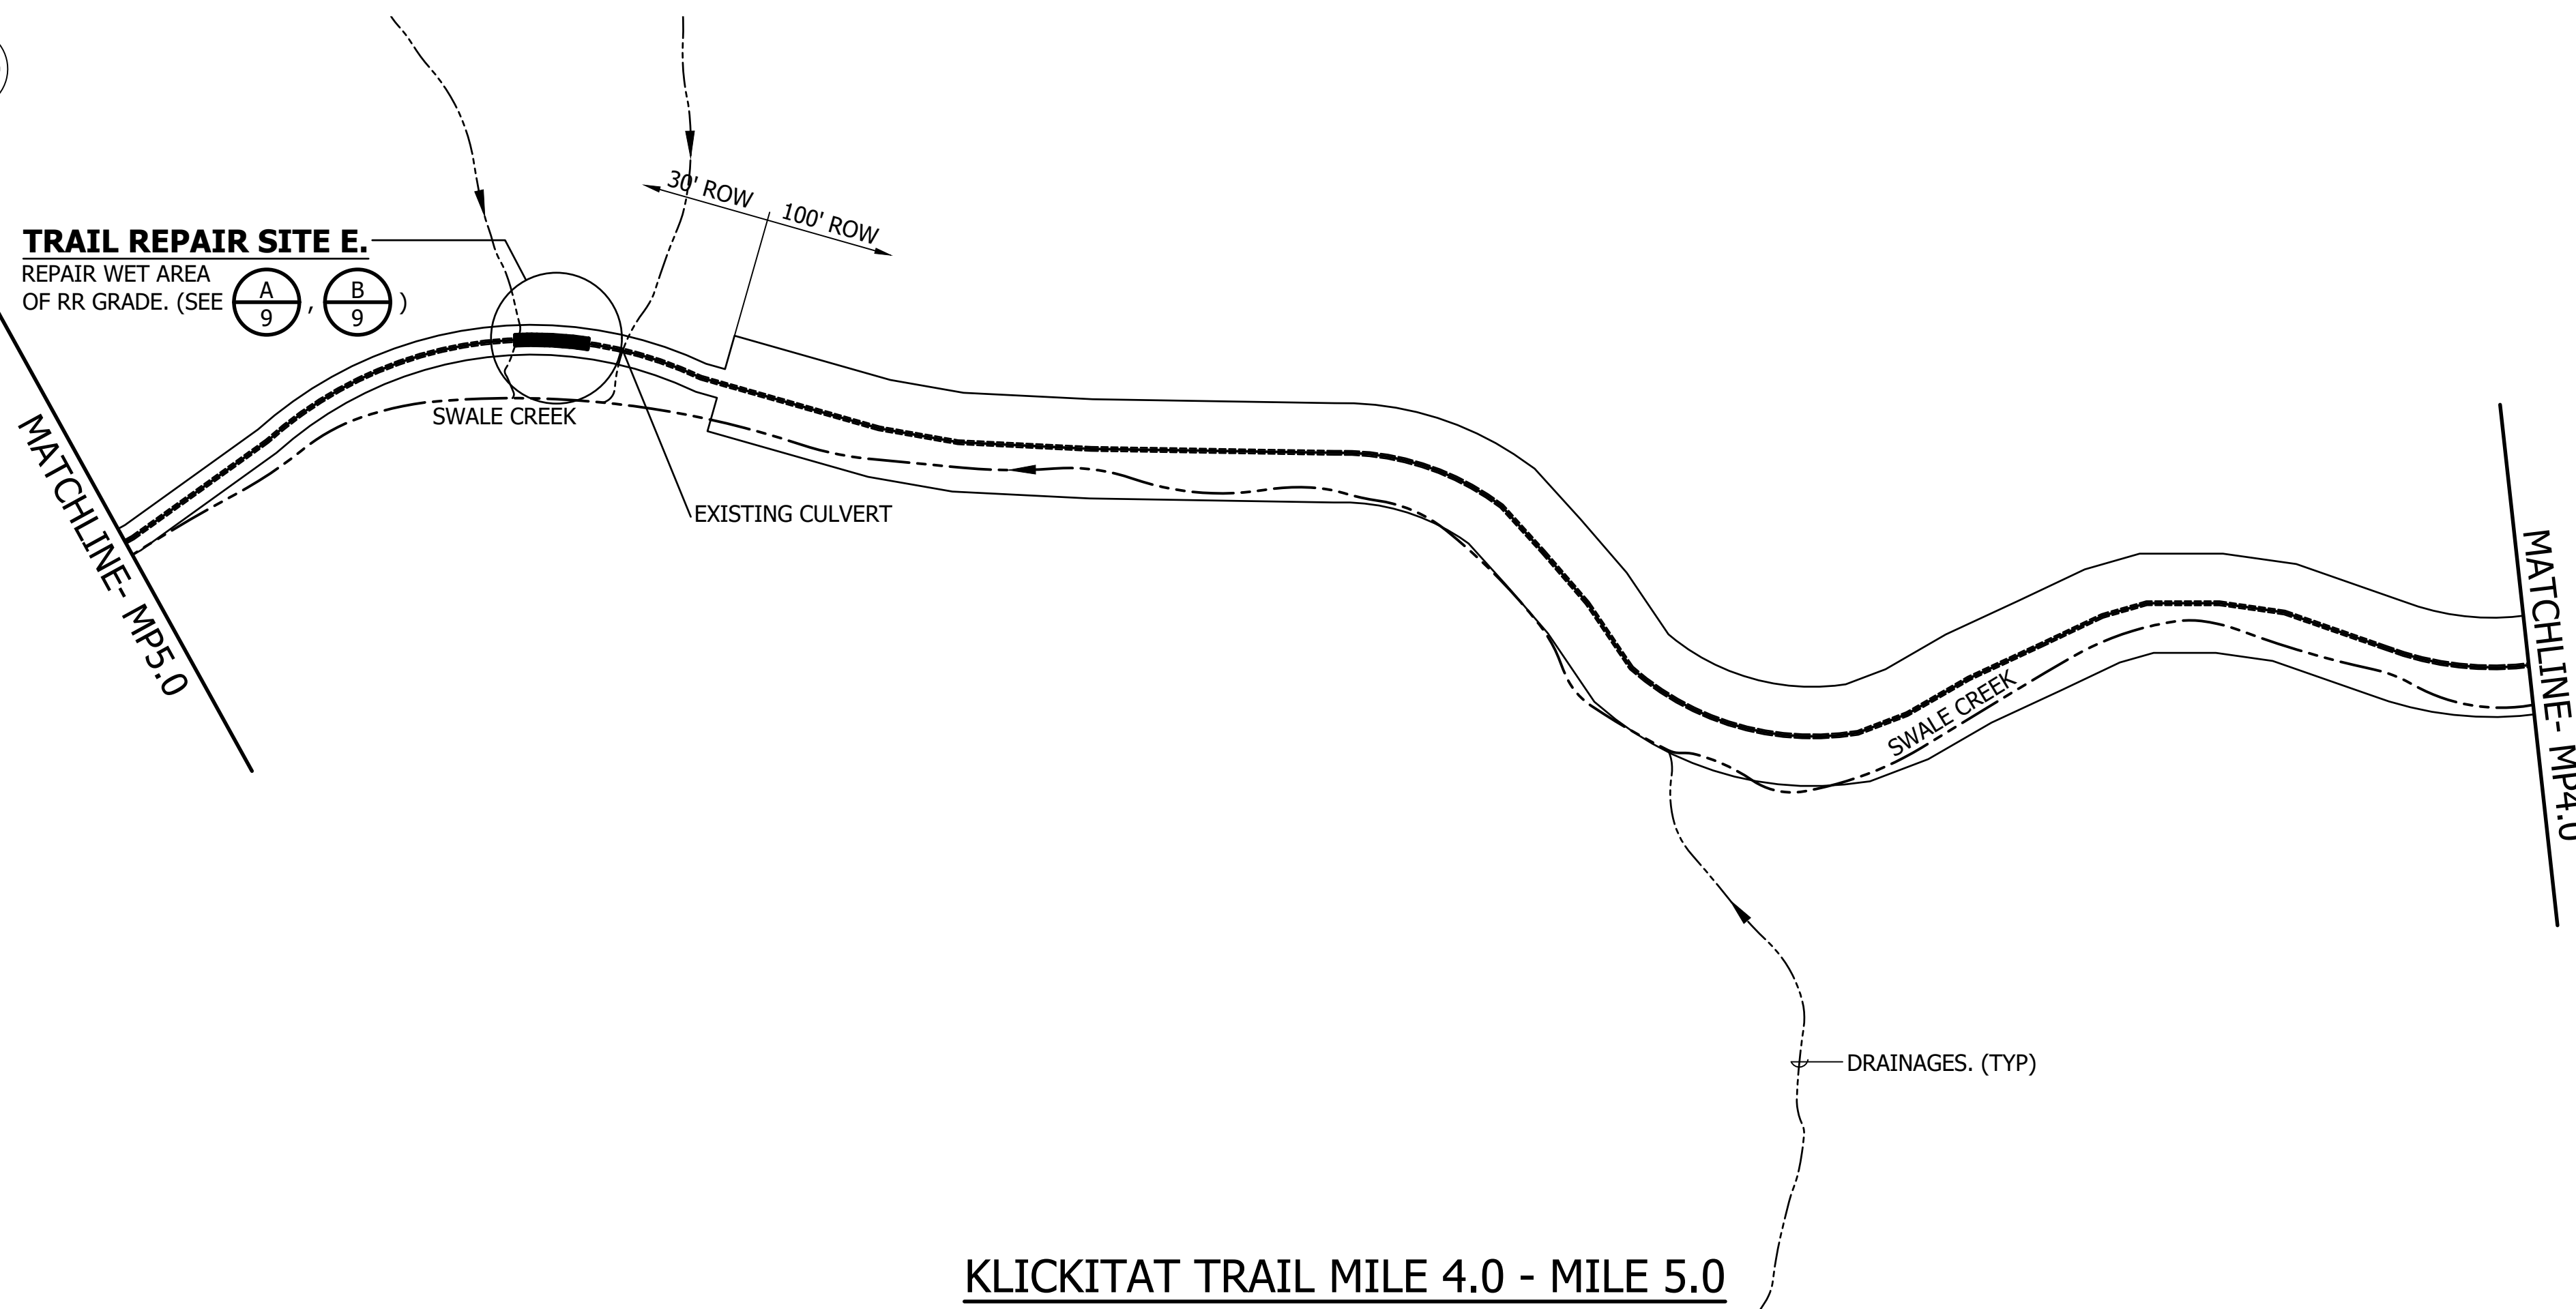 30' ROW
100' ROW
TRAIL REPAIR SITE E.
REPAIR WET AREA
OF RR GRADE. (SEE A/9 , B/9 )
SWALE CREEK
EXISTING CULVERT
MATCHLINE- MP5.0
SWALE CREEK
MATCHLINE- MP4.0
DRAINAGES. (TYP)
KLICKITAT TRAIL MILE 4.0 - MILE 5.0